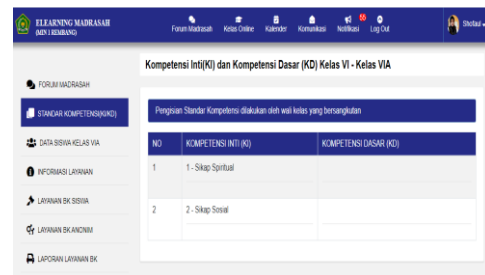 ELEARNING MADRASAH
(MIN 1 REMBANG)
Forum Madrasah Kelas Online Kalender Komunikasi Notifikasi Log Out
Shofaul
Kompetensi Inti(KI) dan Kompetensi Dasar (KD) Kelas VI - Kelas VIA
FORUM MADRASAH
STANDAR KOMPETENSI(KI/KD)
DATA SISWA KELAS VIA
INFORMASI LAYANAN
LAYANAN BK SISWA
LAYANAN BK ANONIM
LAPORAN LAYANAN BK
Pengisian Standar Kompetensi dilakukan oleh wali kelas yang bersangkutan
NO KOMPETENSI INTI (KI) KOMPETENSI DASAR (KD)
1 1 - Sikap Spiritual
2 2 - Sikap Sosial